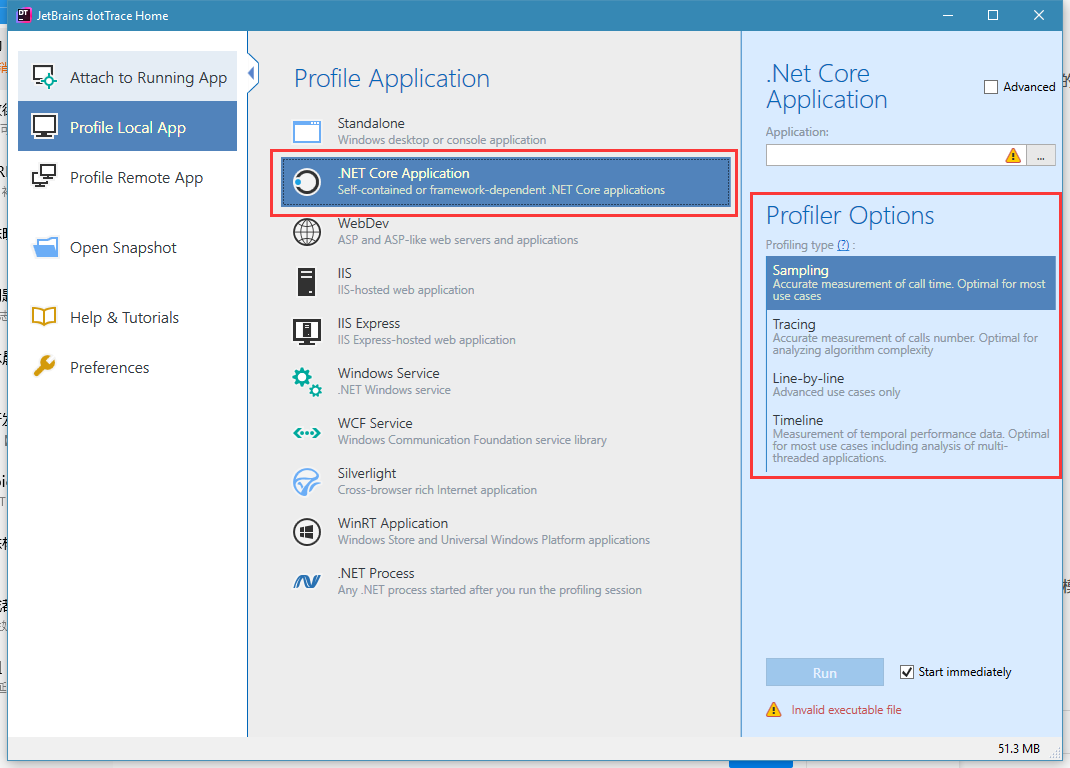 DT
JetBrains dotTrace Home
Attach to Running App
Profile Local App
Profile Remote App
Open Snapshot
Help & Tutorials
Preferences
Profile Application
Standalone
Windows desktop or console application
.NET Core Application
Self-contained or framework-dependent .NET Core applications
WebDev
ASP and ASP-like web servers and applications
IIS
IIS-hosted web application
IIS Express
IIS Express-hosted web application
Windows Service
.NET Windows service
WCF Service
Windows Communication Foundation service library
Silverlight
Cross-browser rich Internet application
WinRT Application
Windows Store and Universal Windows Platform applications
.NET Process
Any .NET process started after you run the profiling session
.Net Core
Application
Advanced
Application:
...
Profiler Options
Profiling type (?) :
Sampling
Accurate measurement of call time. Optimal for most
use cases
Tracing
Accurate measurement of calls number. Optimal for
analyzing algorithm complexity
Line-by-line
Advanced use cases only
Timeline
Measurement of temporal performance data. Optimal
for most use cases including analysis of multi-
threaded applications.
Run
Start immediately
Invalid executable file
51.3 MB